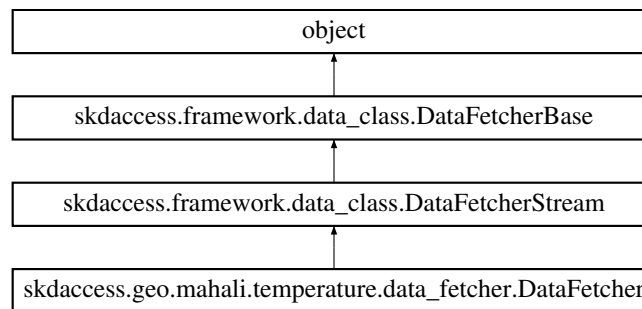 object
skdaccess.framework.data_class.DataFetcherBase
skdaccess.framework.data_class.DataFetcherStream
skdaccess.geo.mahali.temperature.data_fetcher.DataFetcher